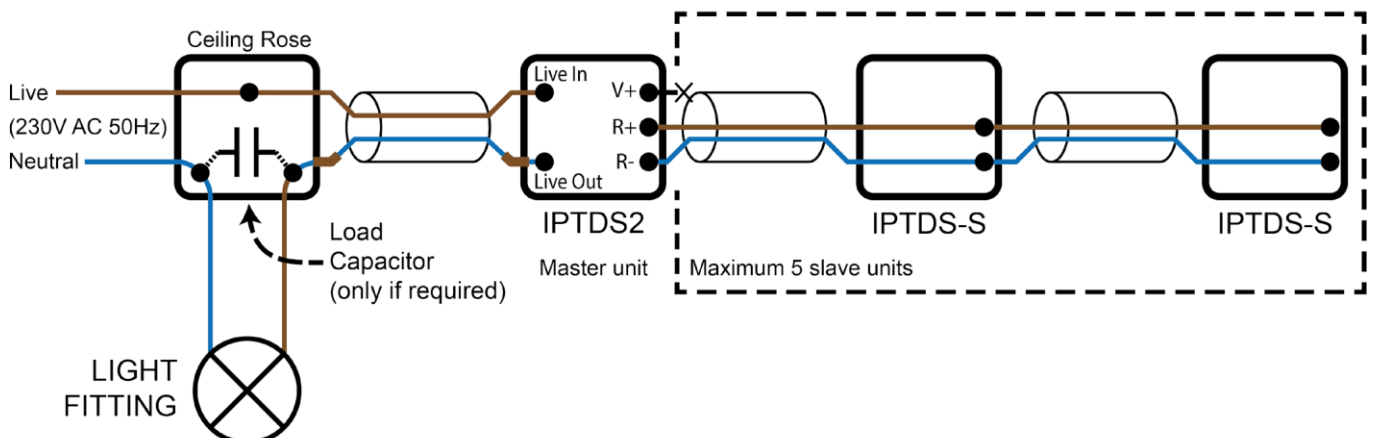 Ceiling Rose
Live
(230V AC 50Hz)
Neutral
Live In
Live Out
V+
R+
R-
IPTDS2
Master unit
IPTDS-S
IPTDS-S
Maximum 5 slave units
Load
Capacitor
(only if required)
LIGHT
FITTING